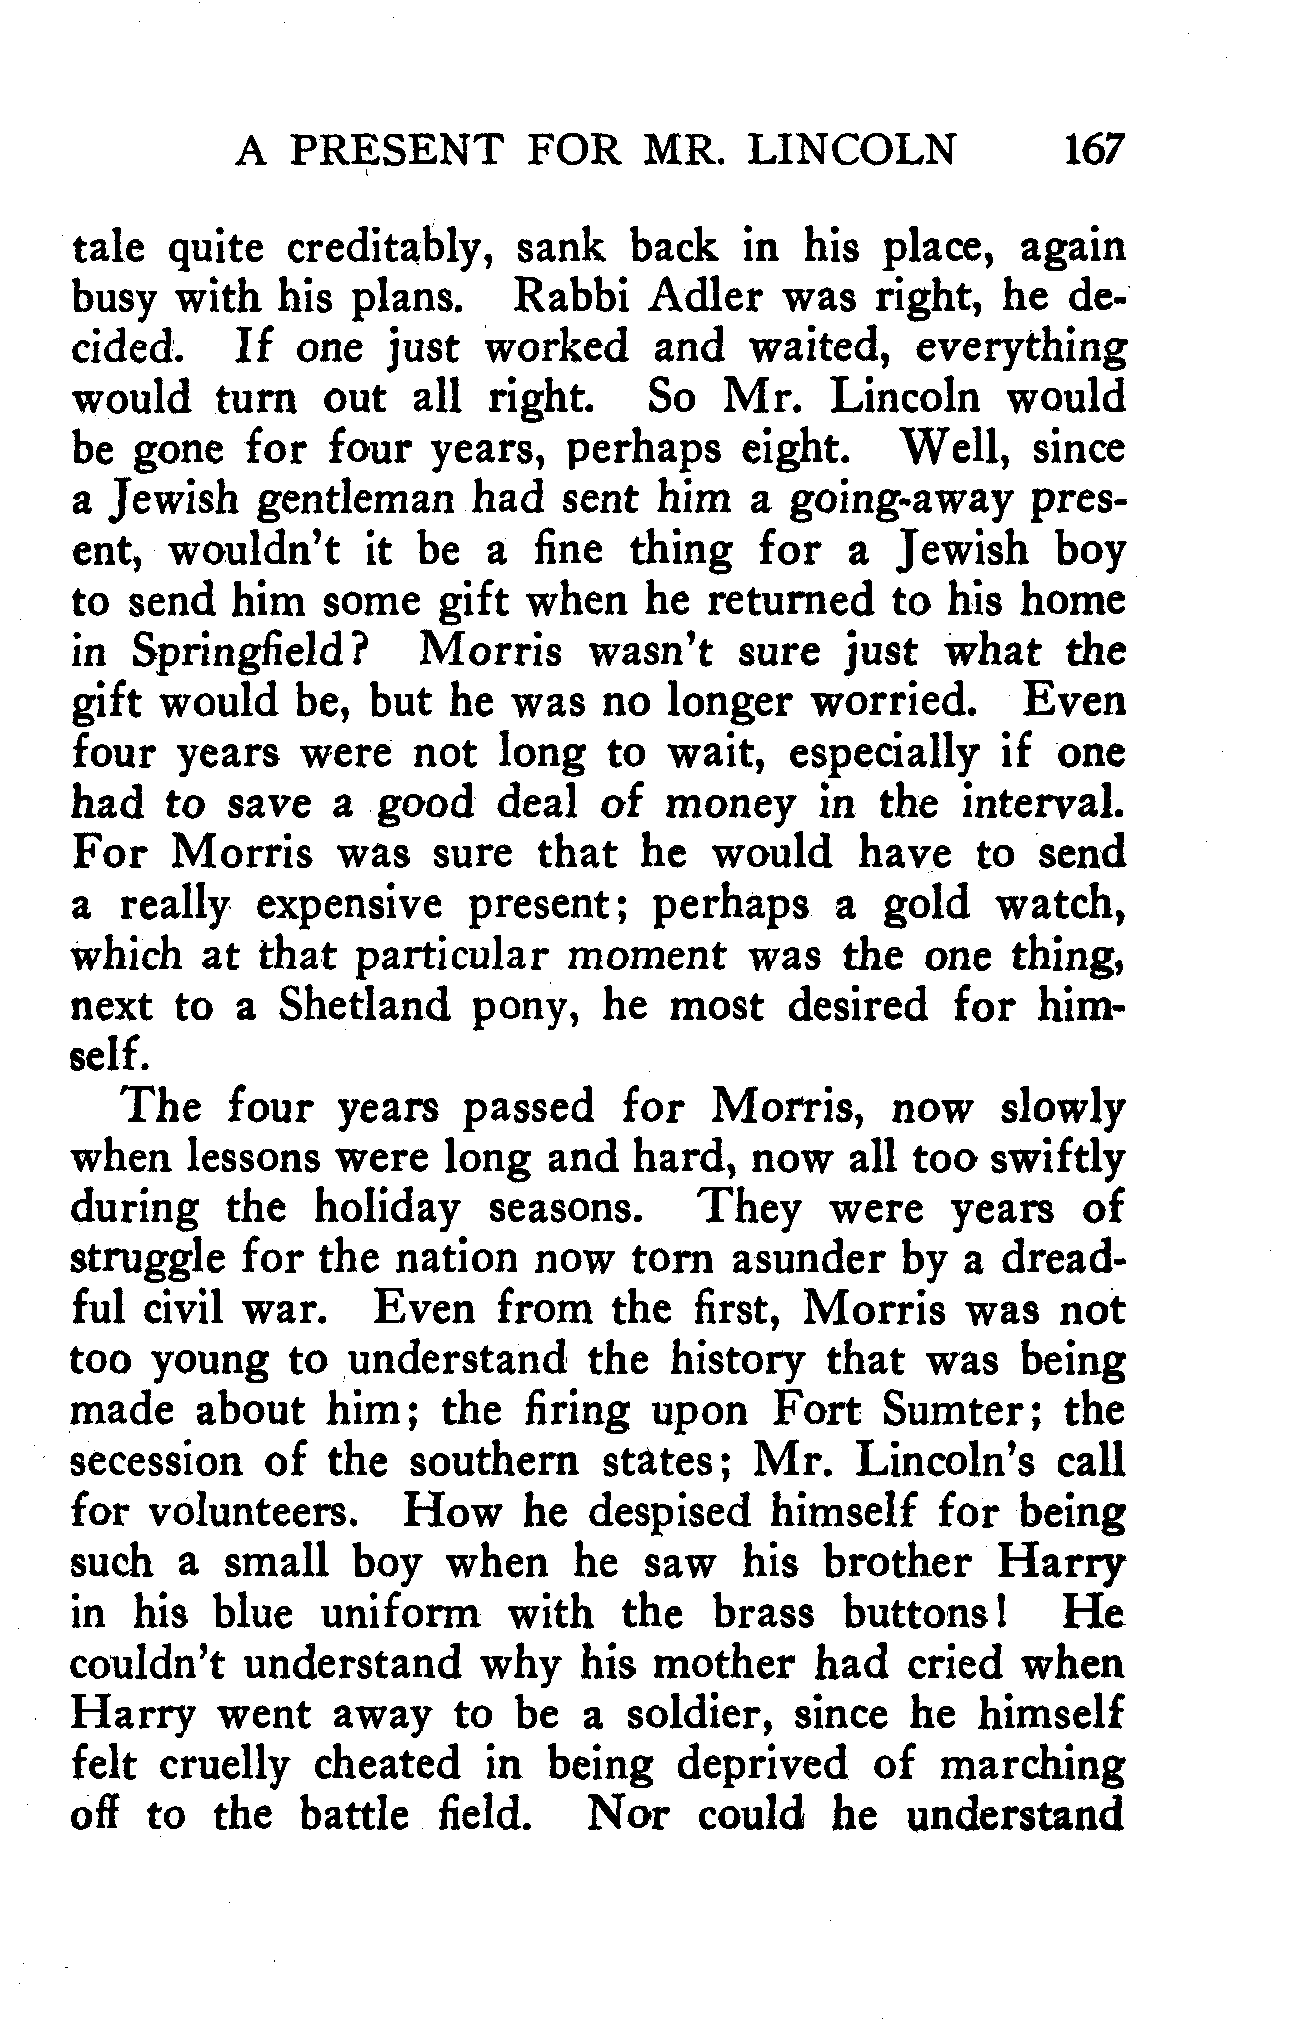 A PRESENT FOR MR. LINCOLN 167
tale quite creditably, sank back in his place, again
busy with his plans. Rabbi Adler was right, he de-
cided. If one just worked and waited, everything
would turn out all right. So Mr. Lincoln would
be gone for four years, perhaps eight. Well, since
a Jewish gentleman had sent him a going-away pres-
ent, wouldn't it be a fine thing for a Jewish boy
to send him some gift when he returned to his home
in Springfield? Morris wasn't sure just what the
gift would be, but he was no longer worried. Even
four years were not long to wait, especially if one
had to save a good deal of money in the interval.
For Morris was sure that he would have to send
a really expensive present; perhaps a gold watch,
which at that particular moment was the one thing,
next to a Shetland pony, he most desired for him-
self.
The four years passed for Morris, now slowly
when lessons were long and hard, now all too swiftly
during the holiday seasons. They were years of
struggle for the nation now torn asunder by a dread-
ful civil war. Even from the first, Morris was not
too young to understand the history that was being
made about him; the firing upon Fort Sumter; the
secession of the southern states; Mr. Lincoln's call
for volunteers. How he despised himself for being
such a small boy when he saw his brother Harry
in his blue uniform with the brass buttons! He
couldn't understand why his mother had cried when
Harry went away to be a soldier, since he himself
felt cruelly cheated in being deprived of marching
off to the battle field. Nor could he understand